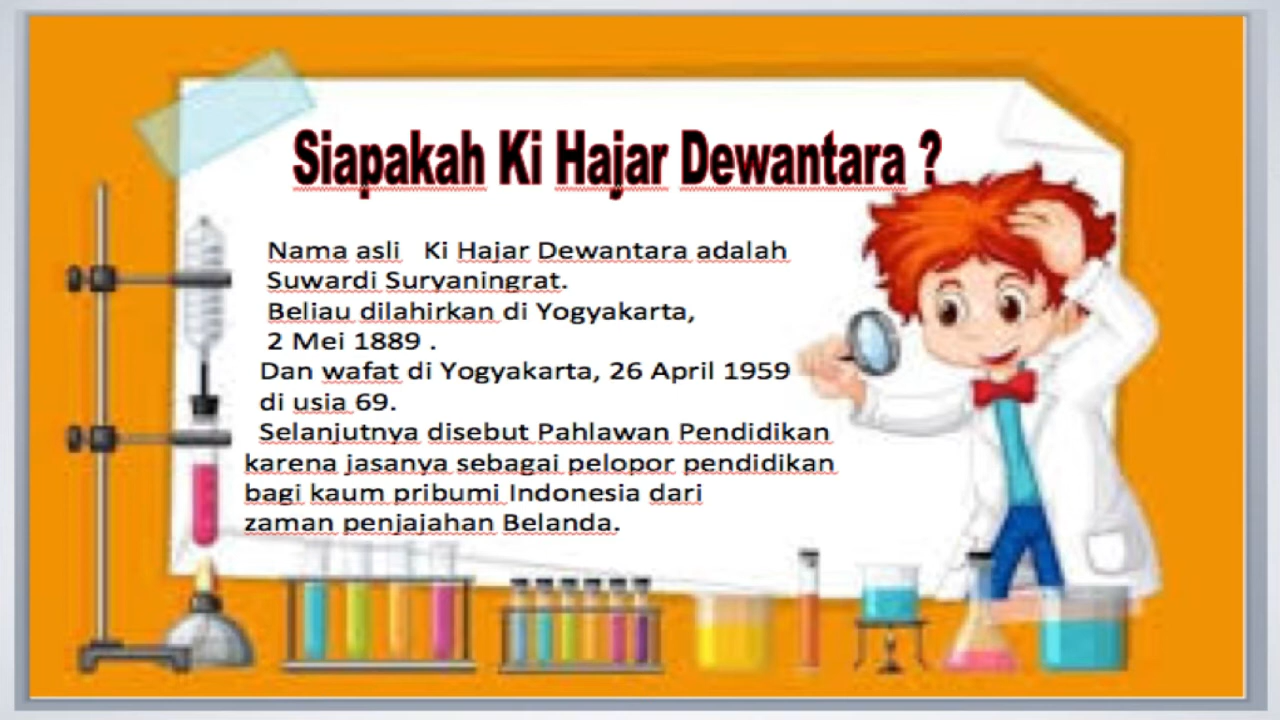 Siapakah Ki Hajar Dewantara ?
Nama asli Ki Hajar Dewantara adalah
Suwardi Suryaningrat.
Beliau dilahirkan di Yogyakarta,
2 Mei 1889 .
Dan wafat di Yogyakarta, 26 April 1959
di usia 69.
Selanjutnya disebut Pahlawan Pendidikan
karena jasanya sebagai pelopor pendidikan
bagi kaum pribumi Indonesia dari
zaman penjajahan Belanda.